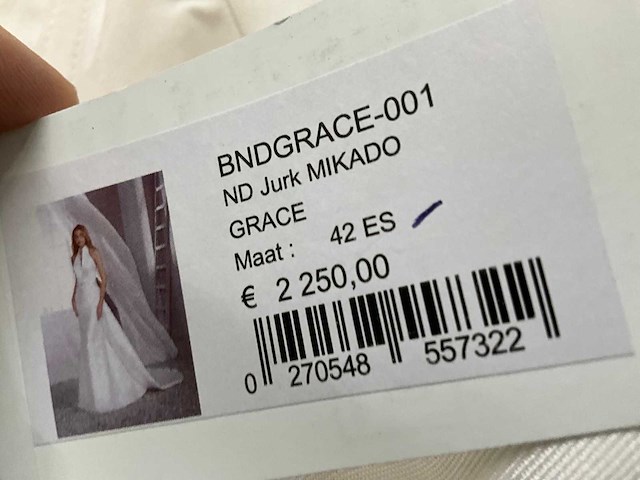 BNDGRACE-001
ND Jurk MIKADO
GRACE
Maat : 42 ES
€ 2 250,00
0 270548 557322